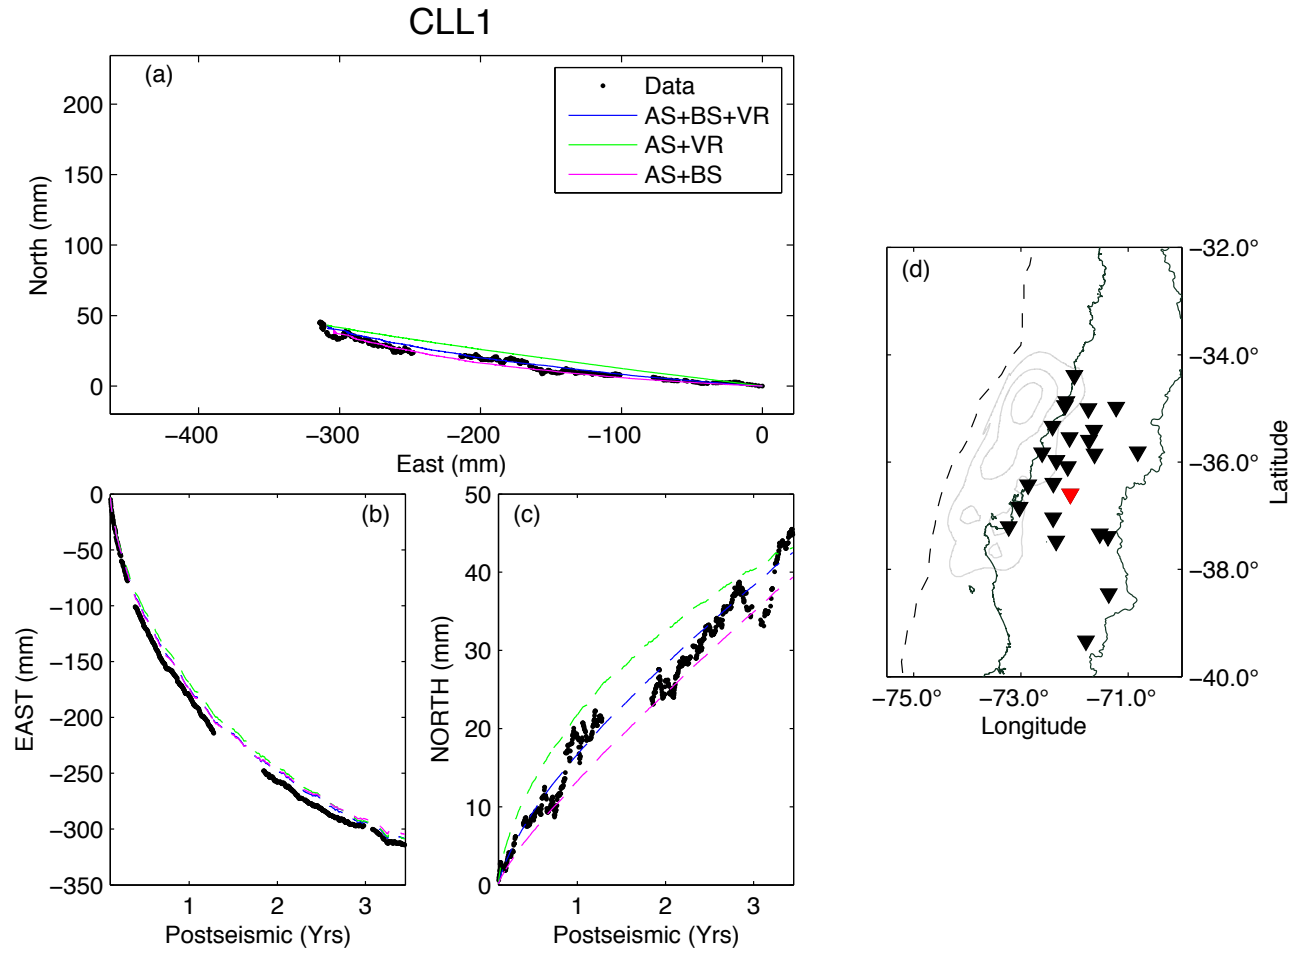 CLL1
(a)
Data
AS+BS+VR
AS+VR
AS+BS
200
150
100
50
0
North (mm)
−400
−300
−200
−100
0
East (mm)
(b)
0
−50
−100
−150
−200
−250
−300
−350
EAST (mm)
1
2
3
Postseismic (Yrs)
(c)
50
40
30
20
10
0
NORTH (mm)
1
2
3
Postseismic (Yrs)
(d)
−32.0°
−34.0°
−36.0°
−38.0°
−40.0°
Latitude
−75.0°
−73.0°
−71.0°
Longitude